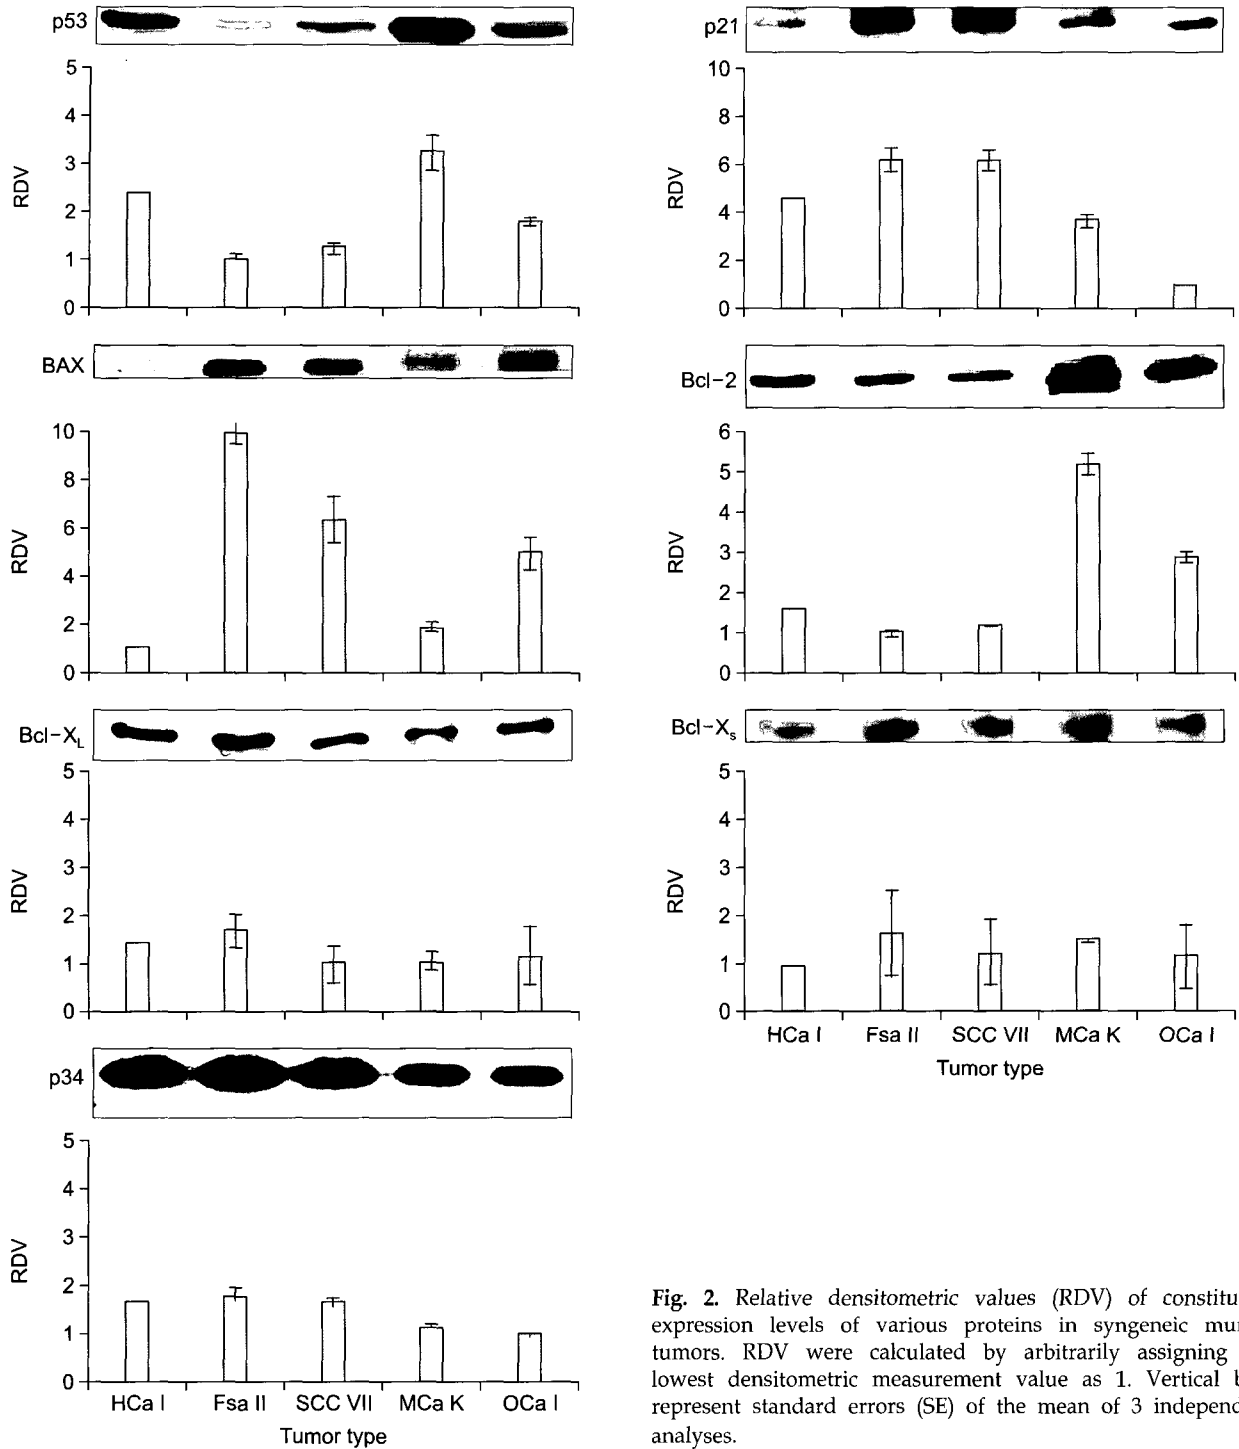 p53
5
4
3
2
1
0
RDV
BAX
10
8
6
4
2
0
RDV
Bcl-X_L
5
4
3
2
1
0
RDV
p34
5
4
3
2
1
0
RDV
HCa I Fsa II SCC VII MCa K OCa I
Tumor type
p21
10
8
6
4
2
0
RDV
Bcl-2
6
5
4
3
2
1
0
RDV
Bcl-X_s
5
4
3
2
1
0
RDV
HCa I Fsa II SCC VII MCa K OCa I
Tumor type
Fig. 2. Relative densitometric values (RDV) of constitu
expression levels of various proteins in syngeneic mur
tumors. RDV were calculated by arbitrarily assigning
lowest densitometric measurement value as 1. Vertical b
represent standard errors (SE) of the mean of 3 independ
analyses.